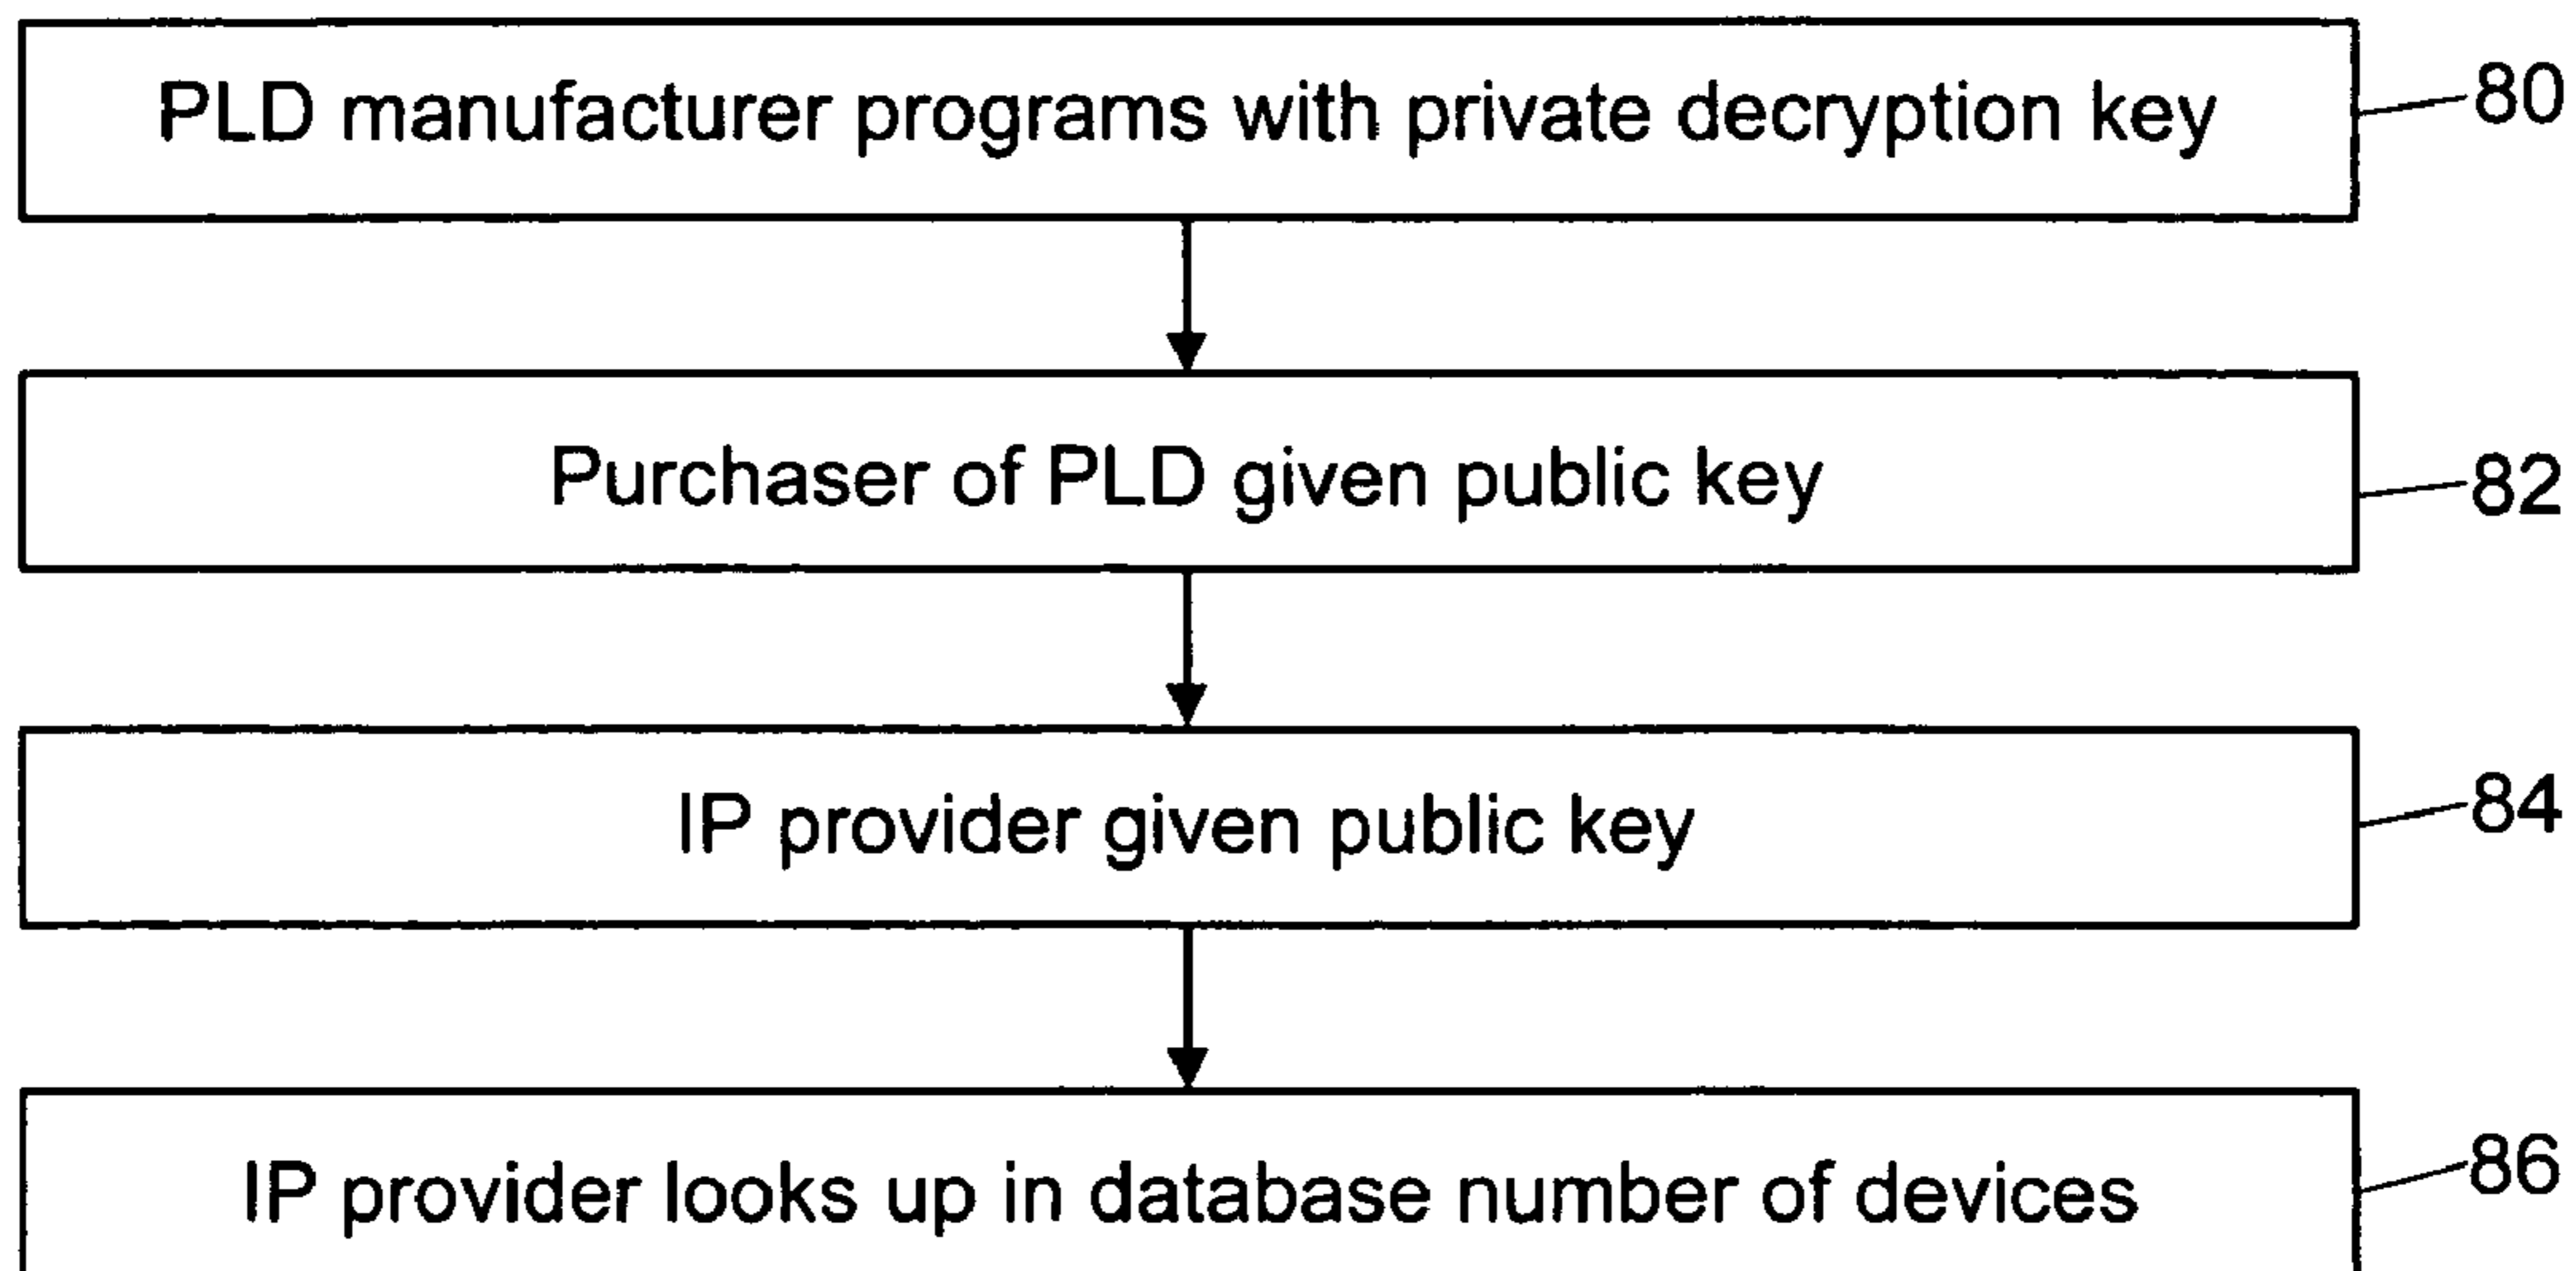 PLD manufacturer programs with private decryption key
80
Purchaser of PLD given public key
82
IP provider given public key
84
IP provider looks up in database number of devices
86